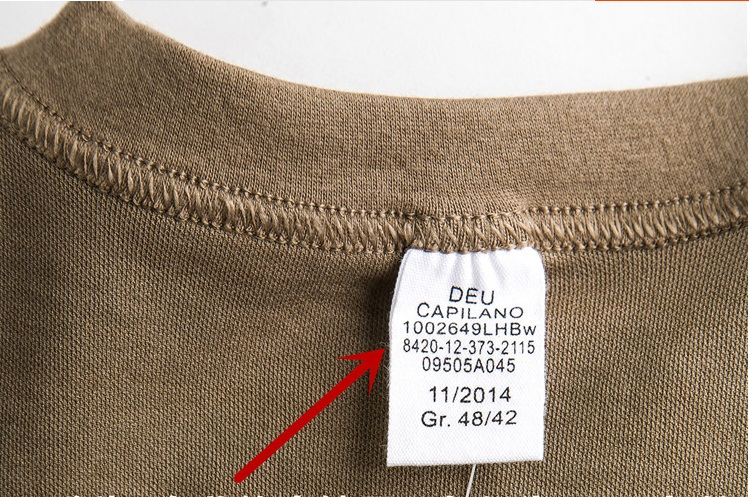 DEU
CAPILANO
1002649LHBw
8420-12-373-2115
09505A045
11/2014
Gr. 48/42